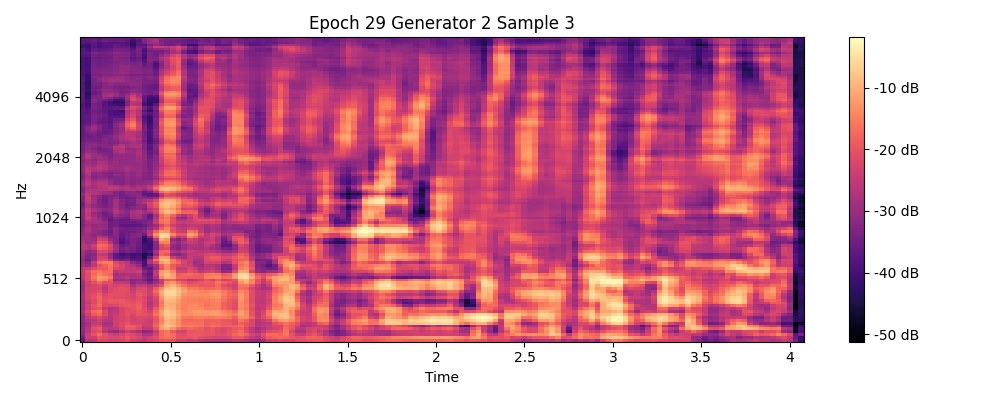 Epoch 29 Generator 2 Sample 3
Hz
4096
2048
1024
512
0
0 0.5 1 1.5 2 2.5 3 3.5 4
Time
-10 dB
-20 dB
-30 dB
-40 dB
-50 dB